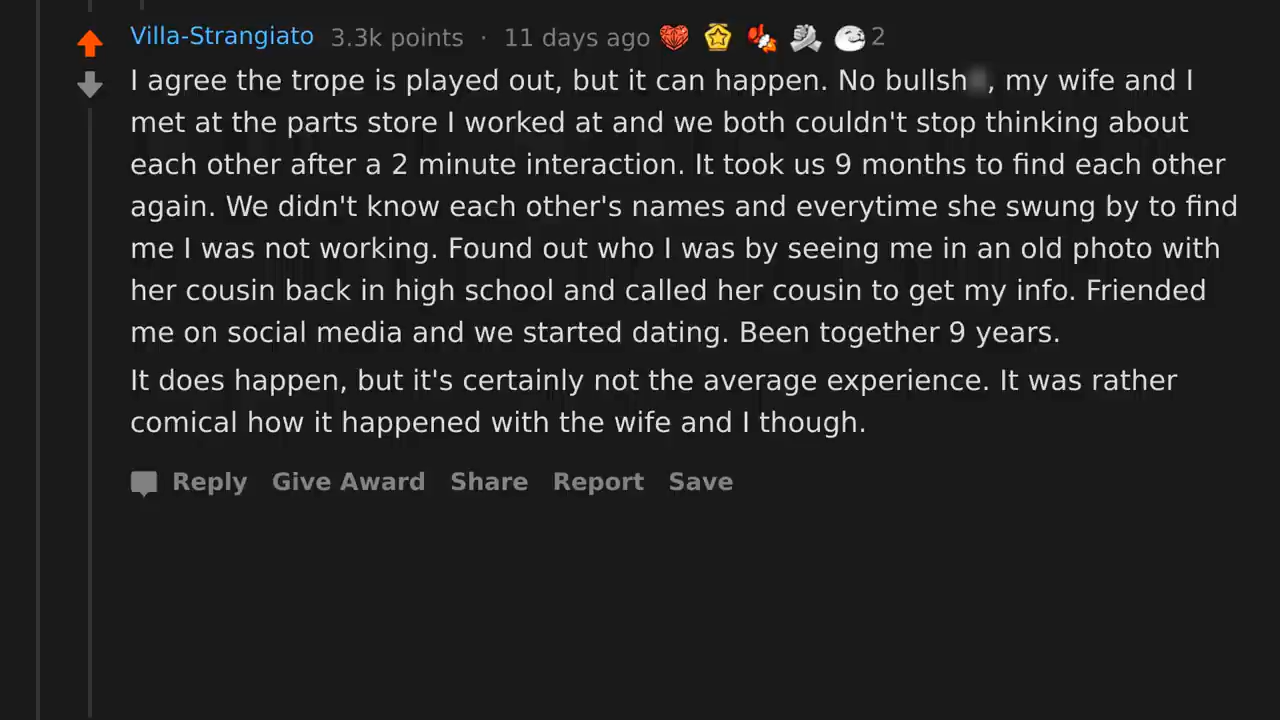 Villa-Strangiato 3.3k points · 11 days ago 2
I agree the trope is played out, but it can happen. No bullsh , my wife and I
met at the parts store I worked at and we both couldn't stop thinking about
each other after a 2 minute interaction. It took us 9 months to find each other
again. We didn't know each other's names and everytime she swung by to find
me I was not working. Found out who I was by seeing me in an old photo with
her cousin back in high school and called her cousin to get my info. Friended
me on social media and we started dating. Been together 9 years.
It does happen, but it's certainly not the average experience. It was rather
comical how it happened with the wife and I though.
Reply Give Award Share Report Save